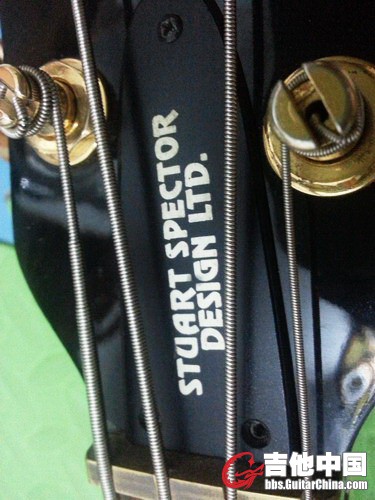 STUART SPECTOR
DESIGN LTD.
吉他中国
bbs.GuitarChina.com